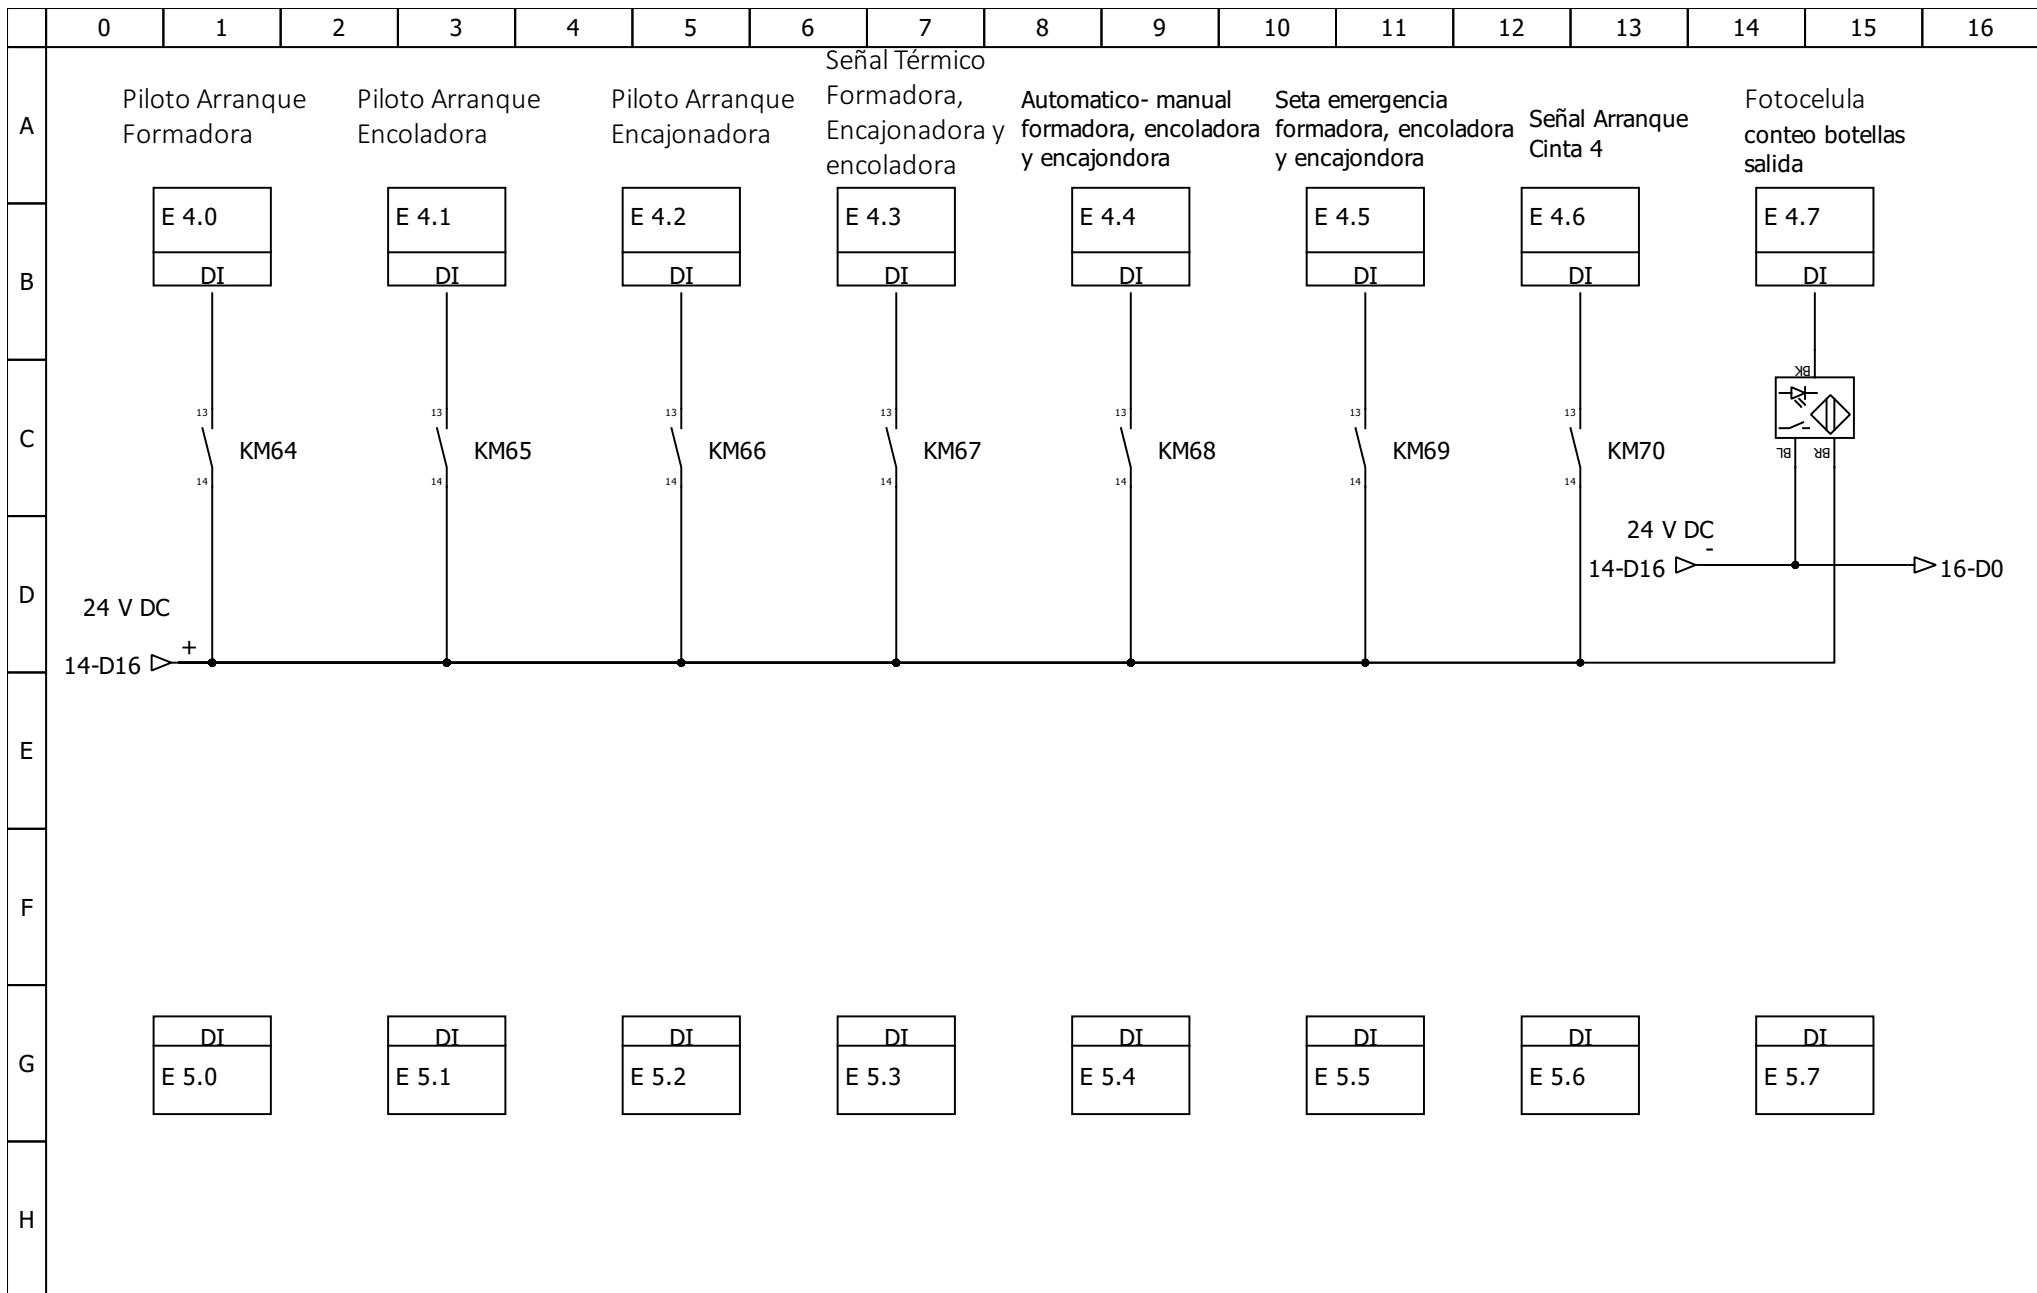 0 1 2 3 4 5 6 7 8 9 10 11 12 13 14 15 16
A
Piloto Arranque
Formadora
Piloto Arranque
Encoladora
Piloto Arranque
Encajonadora
Señal Térmico
Formadora,
Encajonadora y
encoladora
Automatico- manual
formadora, encoladora
y encajondora
Seta emergencia
formadora, encoladora
y encajondora
Señal Arranque
Cinta 4
Fotocelula
conteo botellas
salida
B
E 4.0
DI
E 4.1
DI
E 4.2
DI
E 4.3
DI
E 4.4
DI
E 4.5
DI
E 4.6
DI
E 4.7
DI
C
13
KM64
14
13
KM65
14
13
KM66
14
13
KM67
14
13
KM68
14
13
KM69
14
13
KM70
14
BK
BL
BR
D
24 V DC
-
14-D16
16-D0
24 V DC
+
14-D16
E
F
G
DI
E 5.0
DI
E 5.1
DI
E 5.2
DI
E 5.3
DI
E 5.4
DI
E 5.5
DI
E 5.6
DI
E 5.7
H